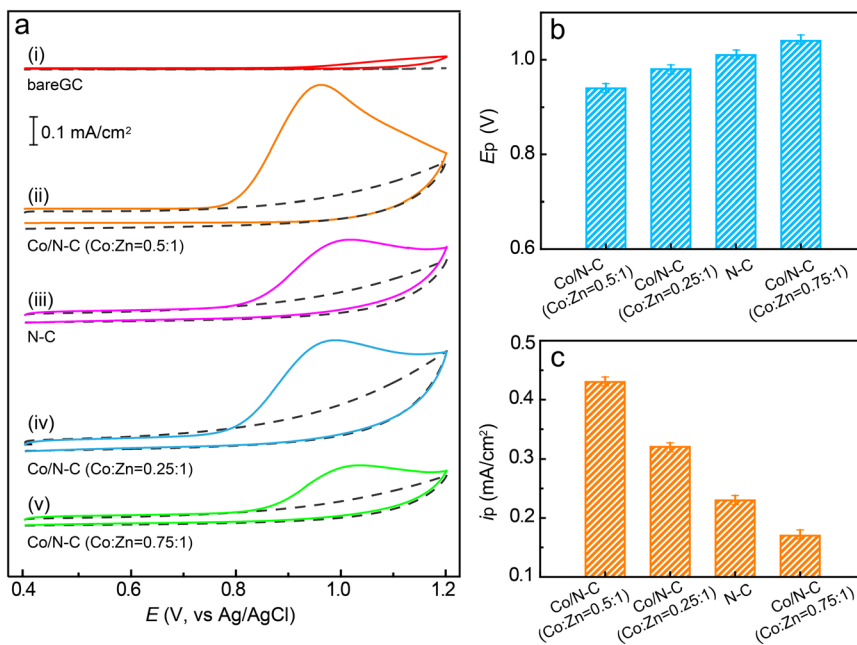 a
(i)
bareGC
0.1 mA/cm²
(ii)
Co/N-C (Co:Zn=0.5:1)
(iii)
N-C
(iv)
Co/N-C (Co:Zn=0.25:1)
(v)
Co/N-C (Co:Zn=0.75:1)
0.4 0.6 0.8 1.0 1.2
E (V, vs Ag/AgCl)
b
Ep (V)
1.0
0.8
0.6
Co/N-C
(Co:Zn=0.5:1)
Co/N-C
(Co:Zn=0.25:1)
N-C
Co/N-C
(Co:Zn=0.75:1)
c
ip (mA/cm²)
0.5
0.4
0.3
0.2
0.1
Co/N-C
(Co:Zn=0.5:1)
Co/N-C
(Co:Zn=0.25:1)
N-C
Co/N-C
(Co:Zn=0.75:1)